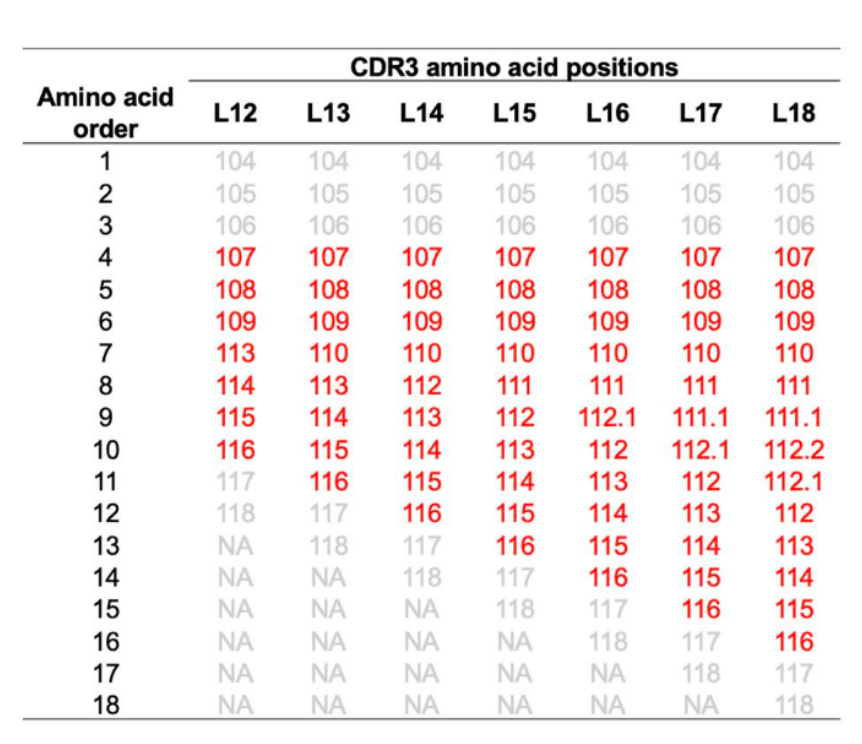 CDR3 amino acid positions
Amino acid order L12 L13 L14 L15 L16 L17 L18
1 104 104 104 104 104 104 104
2 105 105 105 105 105 105 105
3 106 106 106 106 106 106 106
4 107 107 107 107 107 107 107
5 108 108 108 108 108 108 108
6 109 109 109 109 109 109 109
7 113 110 110 110 110 110 110
8 114 113 112 111 111 111 111
9 115 114 113 112 112.1 111.1 111.1
10 116 115 114 113 112 112.1 112.2
11 117 116 115 114 113 112 112.1
12 118 117 116 115 114 113 112
13 NA 118 117 116 115 114 113
14 NA NA 118 117 116 115 114
15 NA NA NA 118 117 116 115
16 NA NA NA NA 118 117 116
17 NA NA NA NA NA 118 117
18 NA NA NA NA NA NA 118